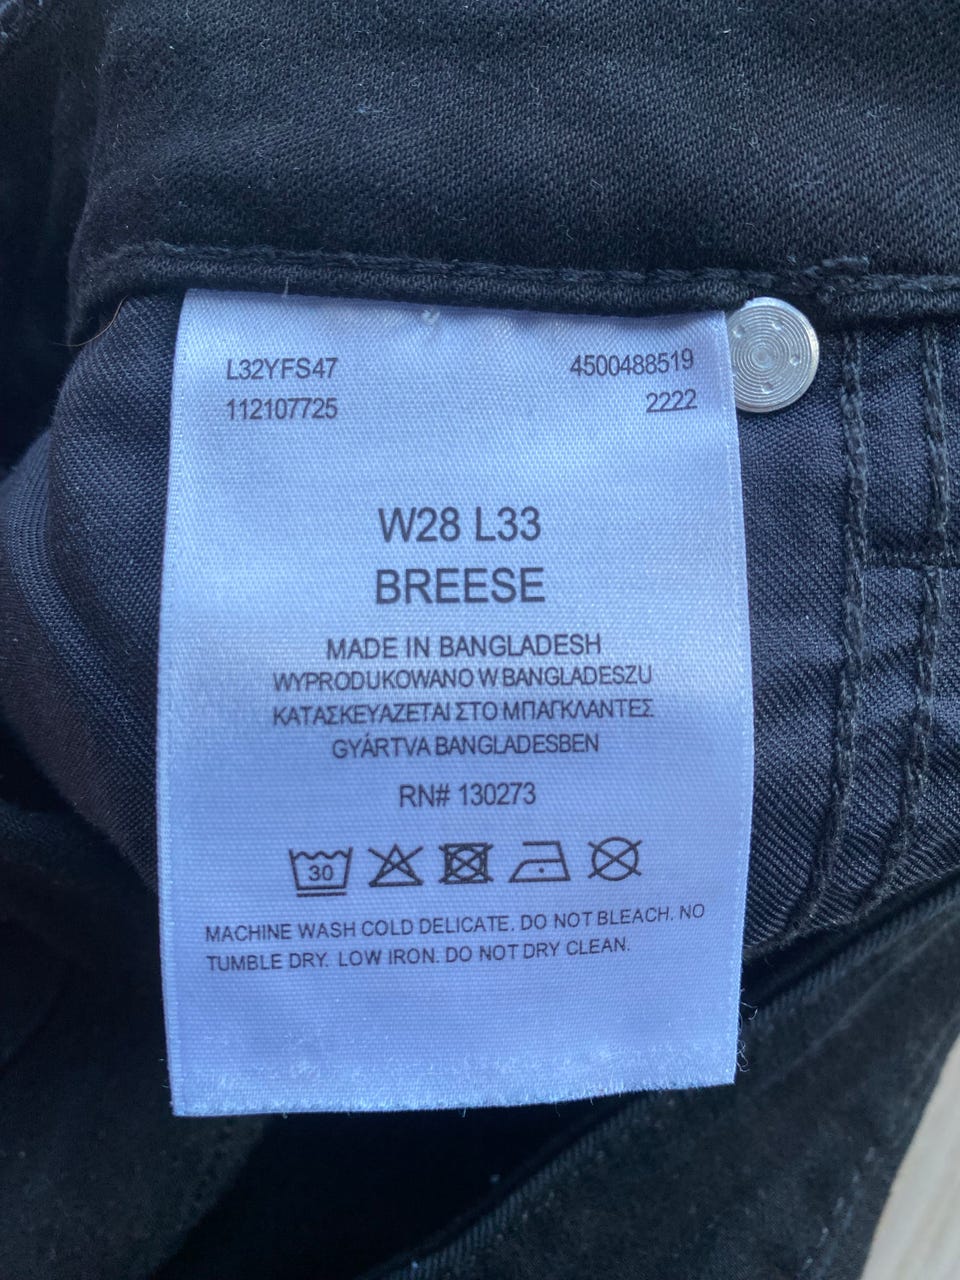 L32YFS47 4500488519
112107725 2222
W28 L33
BREESE
MADE IN BANGLADESH
WYPRODUKOWANO W BANGLADESZU
ΚΑΤΑΣΚΕΥΑΖΕΤΑΙ ΣΤΟ ΜΠΑΓΚΛΑΝΤΕΣ
GYÁRTVA BANGLADESBEN
RN# 130273
30
MACHINE WASH COLD DELICATE. DO NOT BLEACH. NO
TUMBLE DRY. LOW IRON. DO NOT DRY CLEAN.